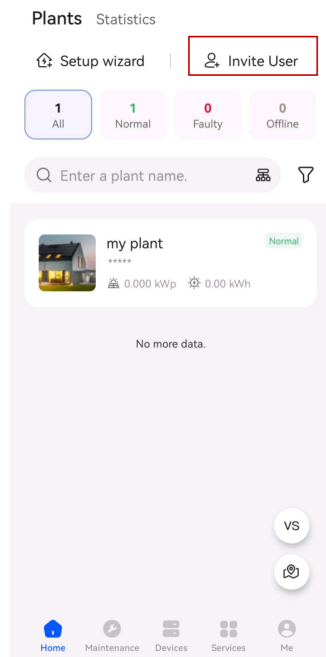 Plants Statistics
Setup wizard Invite User
1 1 0 0
All Normal Faulty Offline
Enter a plant name.
my plant Normal
*****
0.000 kWp 0.00 kWh
No more data.
VS
Home Maintenance Devices Services Me